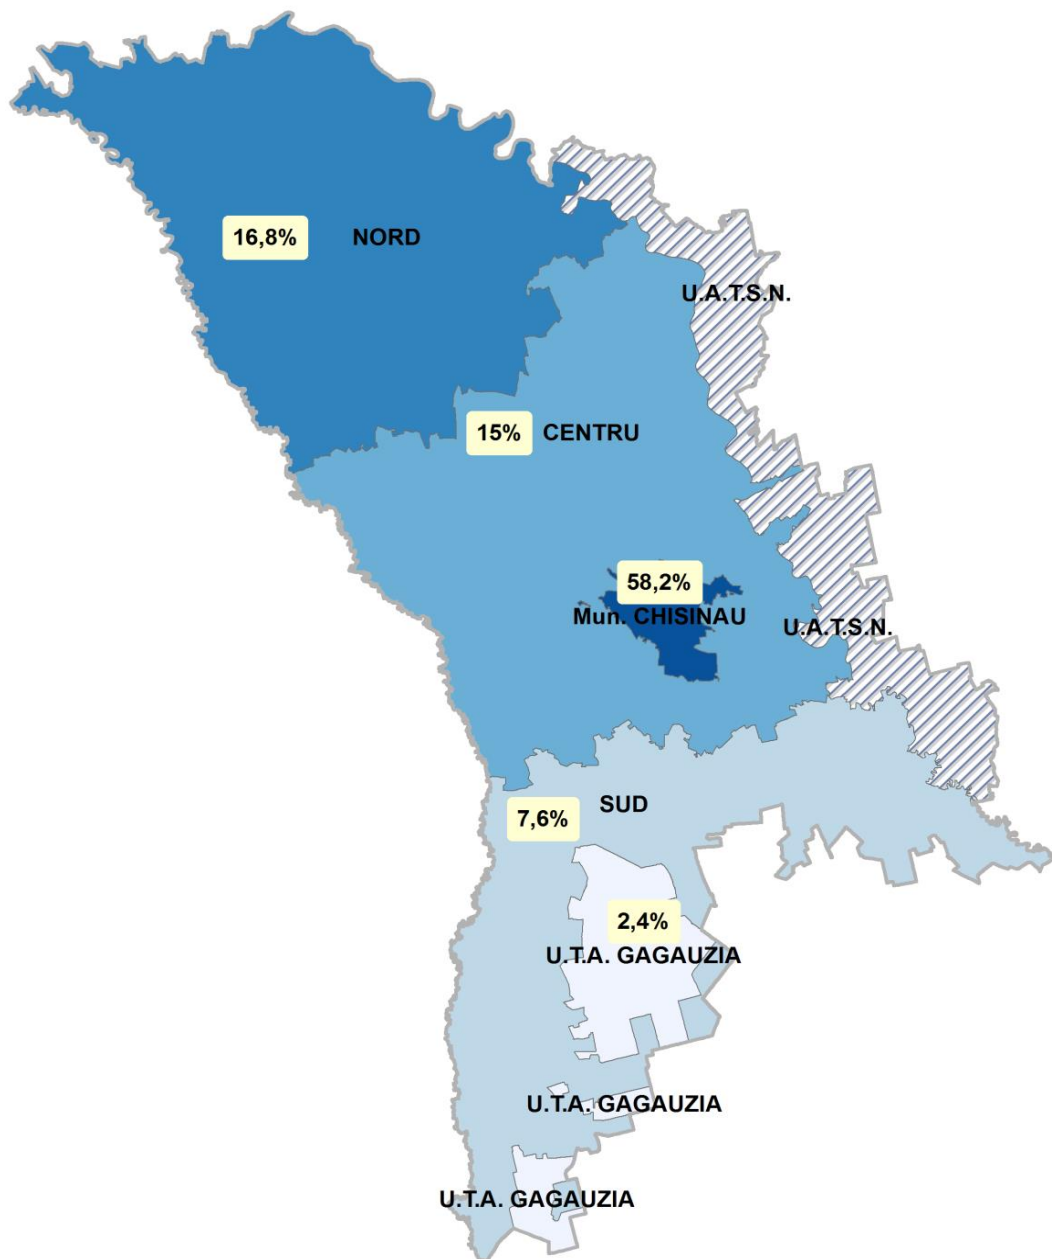 16,8% NORD
U.A.T.S.N.
15% CENTRU
58,2%
Mun. CHISINAU
U.A.T.S.N.
SUD
7,6%
2,4%
U.T.A. GAGAUZIA
U.T.A. GAGAUZIA
U.T.A. GAGAUZIA